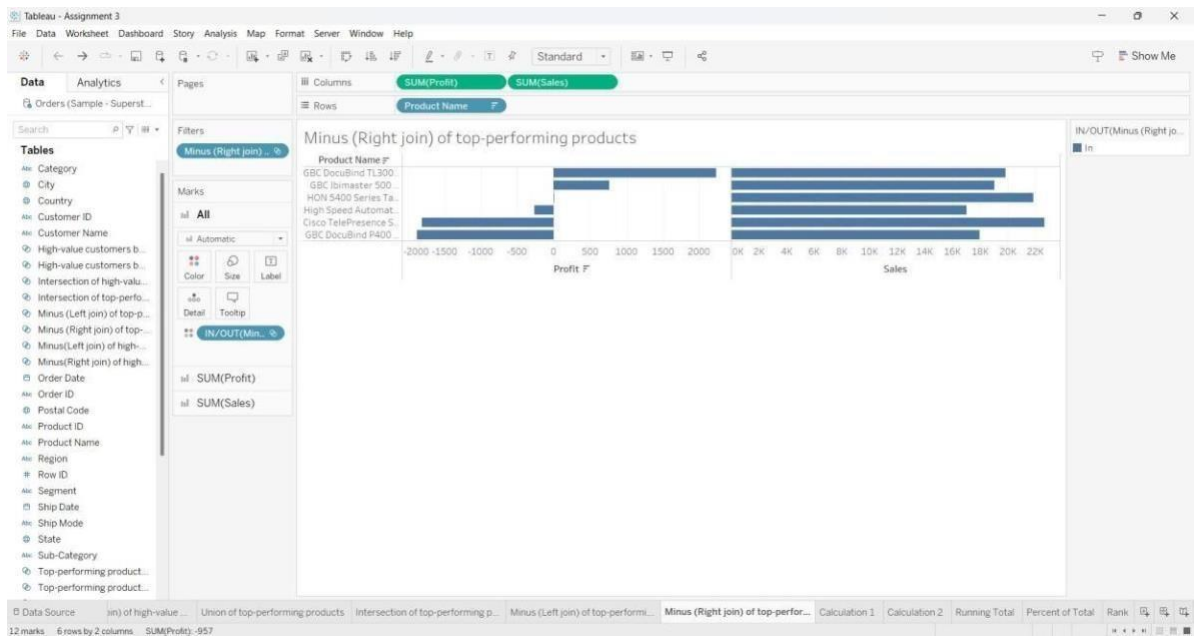 Tableau - Assignment 3
File Data Worksheet Dashboard Story Analysis Map Format Server Window Help
Standard
Show Me
Data Analytics
Pages
Columns SUM(Profit) SUM(Sales)
Orders (Sample - Superst...
Rows Product Name
Search
Filters
Minus (Right join) ..
Minus (Right join) of top-performing products
IN/OUT(Minus (Right jo...
In
Tables
Category
City
Country
Customer ID
Customer Name
High-value customers b...
High-value customers b...
Intersection of high-valu...
Intersection of top-perfo...
Minus (Left join) of top-p...
Minus (Right join) of top-...
Minus(Left join) of high-...
Minus(Right join) of high...
Order Date
Order ID
Postal Code
Product ID
Product Name
Region
Row ID
Segment
Ship Date
Ship Mode
State
Sub-Category
Top-performing product...
Top-performing product...
Marks
All
Automatic
Color Size Label
Detail Tooltip
IN/OUT(Min..
SUM(Profit)
SUM(Sales)
Product Name
GBC DocuBind TL300..
GBC Ibimaster 500..
HON 5400 Series Ta..
High Speed Automat..
Cisco TelePresence S..
GBC DocuBind P400 ..
-2000 -1500 -1000 -500 0 500 1000 1500 2000
0K 2K 4K 6K 8K 10K 12K 14K 16K 18K 20K 22K
Profit
Sales
Data Source in) of high-value ... Union of top-performing products Intersection of top-performing p... Minus (Left join) of top-performi... Minus (Right join) of top-perfor... Calculation 1 Calculation 2 Running Total Percent of Total Rank
12 marks 6 rows by 2 columns SUM(Profit): -957